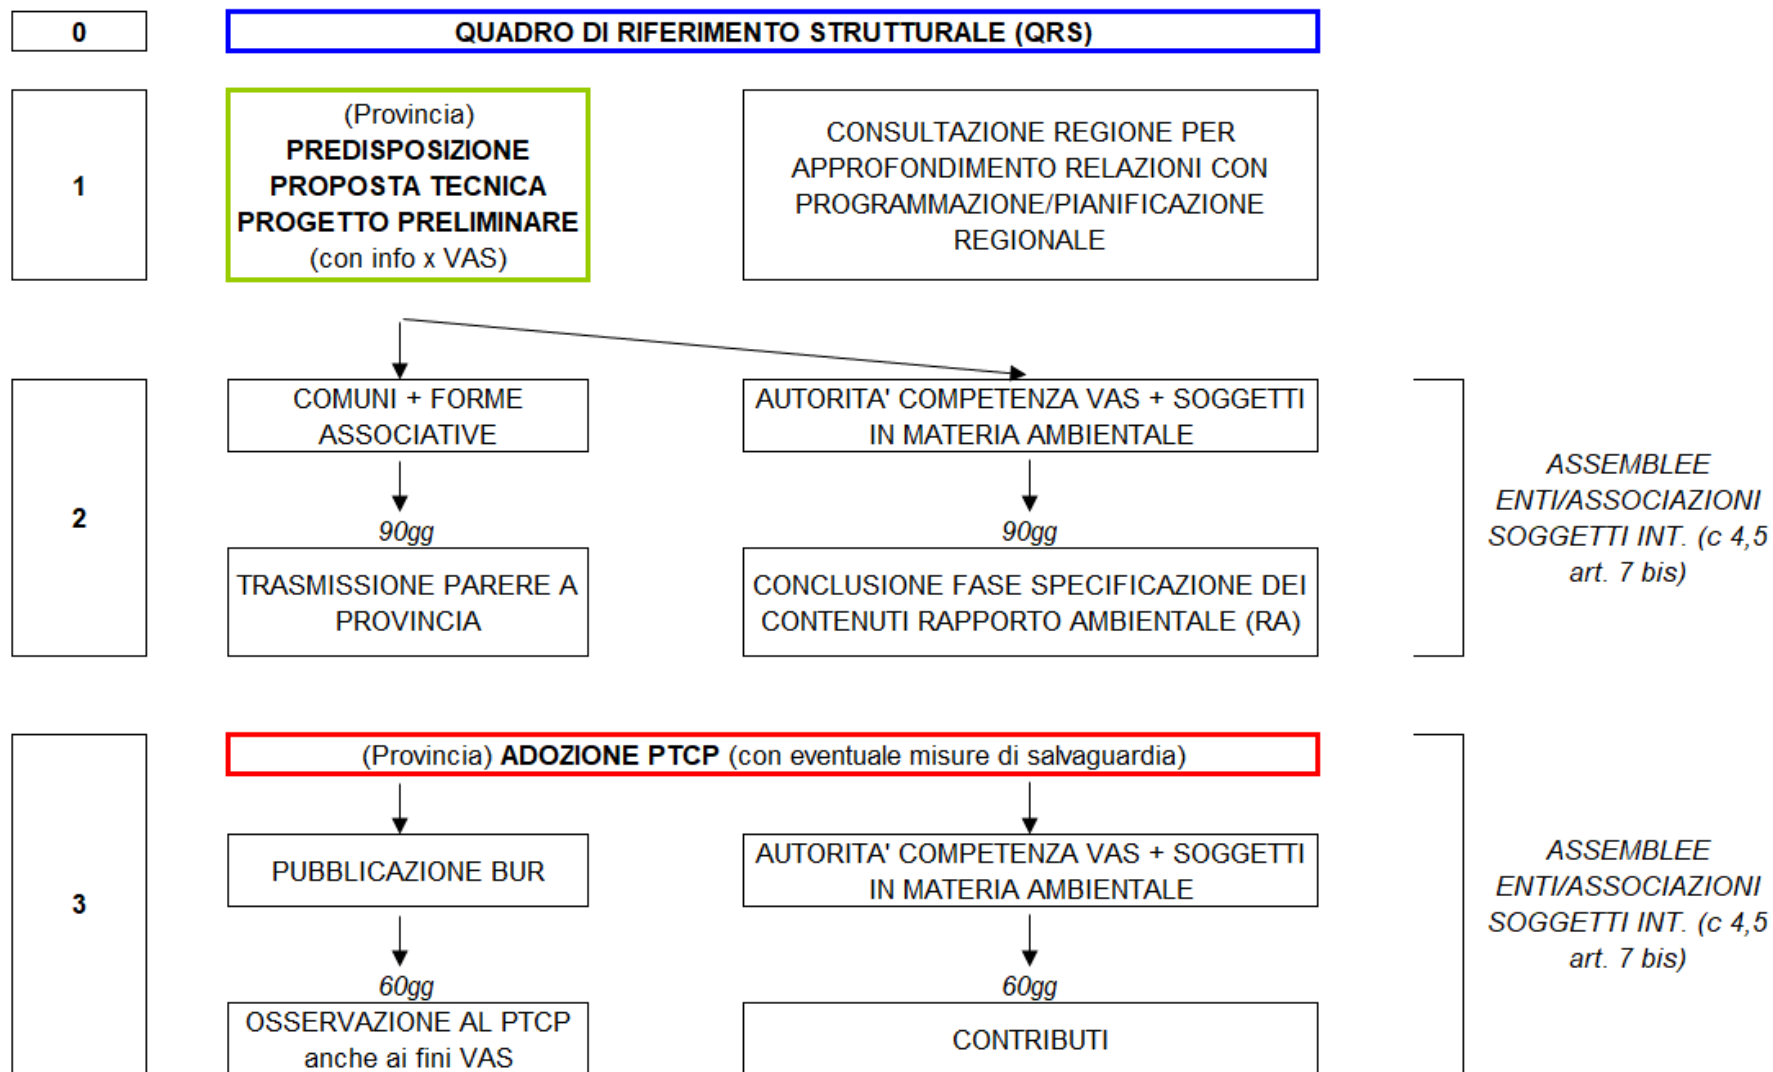 0
QUADRO DI RIFERIMENTO STRUTTURALE (QRS)
1
(Provincia)
PREDISPOSIZIONE
PROPOSTA TECNICA
PROGETTO PRELIMINARE
(con info x VAS)
CONSULTAZIONE REGIONE PER
APPROFONDIMENTO RELAZIONI CON
PROGRAMMAZIONE/PIANIFICAZIONE
REGIONALE
2
COMUNI + FORME
ASSOCIATIVE
90gg
TRASMISSIONE PARERE A
PROVINCIA
AUTORITA' COMPETENZA VAS + SOGGETTI
IN MATERIA AMBIENTALE
90gg
CONCLUSIONE FASE SPECIFICAZIONE DEI
CONTENUTI RAPPORTO AMBIENTALE (RA)
ASSEMBLEE
ENTI/ASSOCIAZIONI
SOGGETTI INT. (c 4,5
art. 7 bis)
3
(Provincia) ADOZIONE PTCP (con eventuale misure di salvaguardia)
PUBBLICAZIONE BUR
60gg
OSSERVAZIONE AL PTCP
anche ai fini VAS
AUTORITA' COMPETENZA VAS + SOGGETTI
IN MATERIA AMBIENTALE
60gg
CONTRIBUTI
ASSEMBLEE
ENTI/ASSOCIAZIONI
SOGGETTI INT. (c 4,5
art. 7 bis)